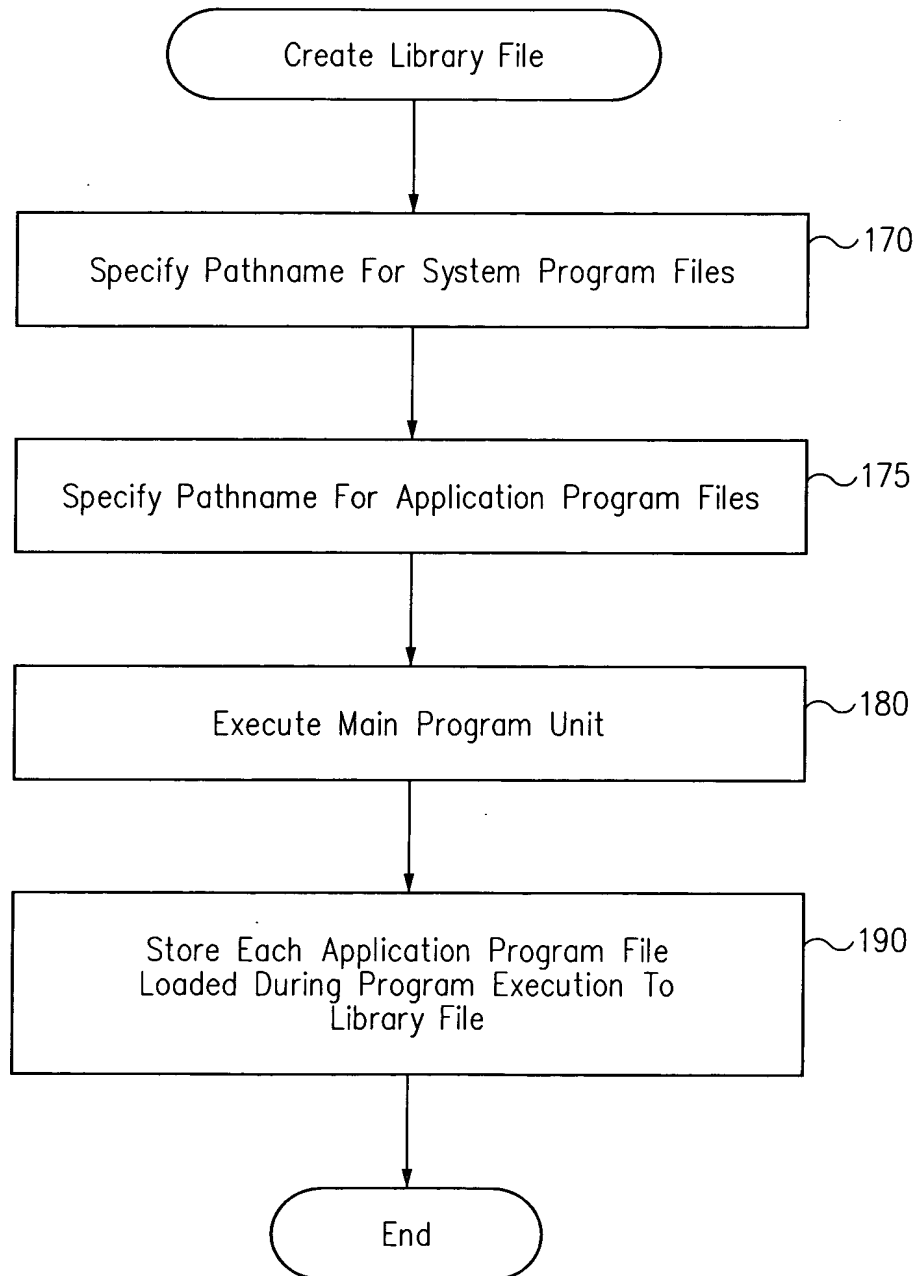 Create Library File
Specify Pathname For System Program Files
170
Specify Pathname For Application Program Files
175
Execute Main Program Unit
180
Store Each Application Program File
Loaded During Program Execution To
Library File
190
End